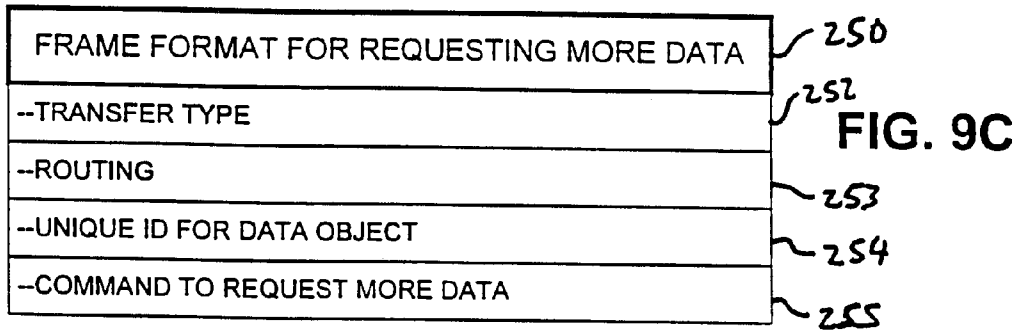 FRAME FORMAT FOR REQUESTING MORE DATA 250
--TRANSFER TYPE 252
FIG. 9C
--ROUTING 253
--UNIQUE ID FOR DATA OBJECT 254
--COMMAND TO REQUEST MORE DATA 255